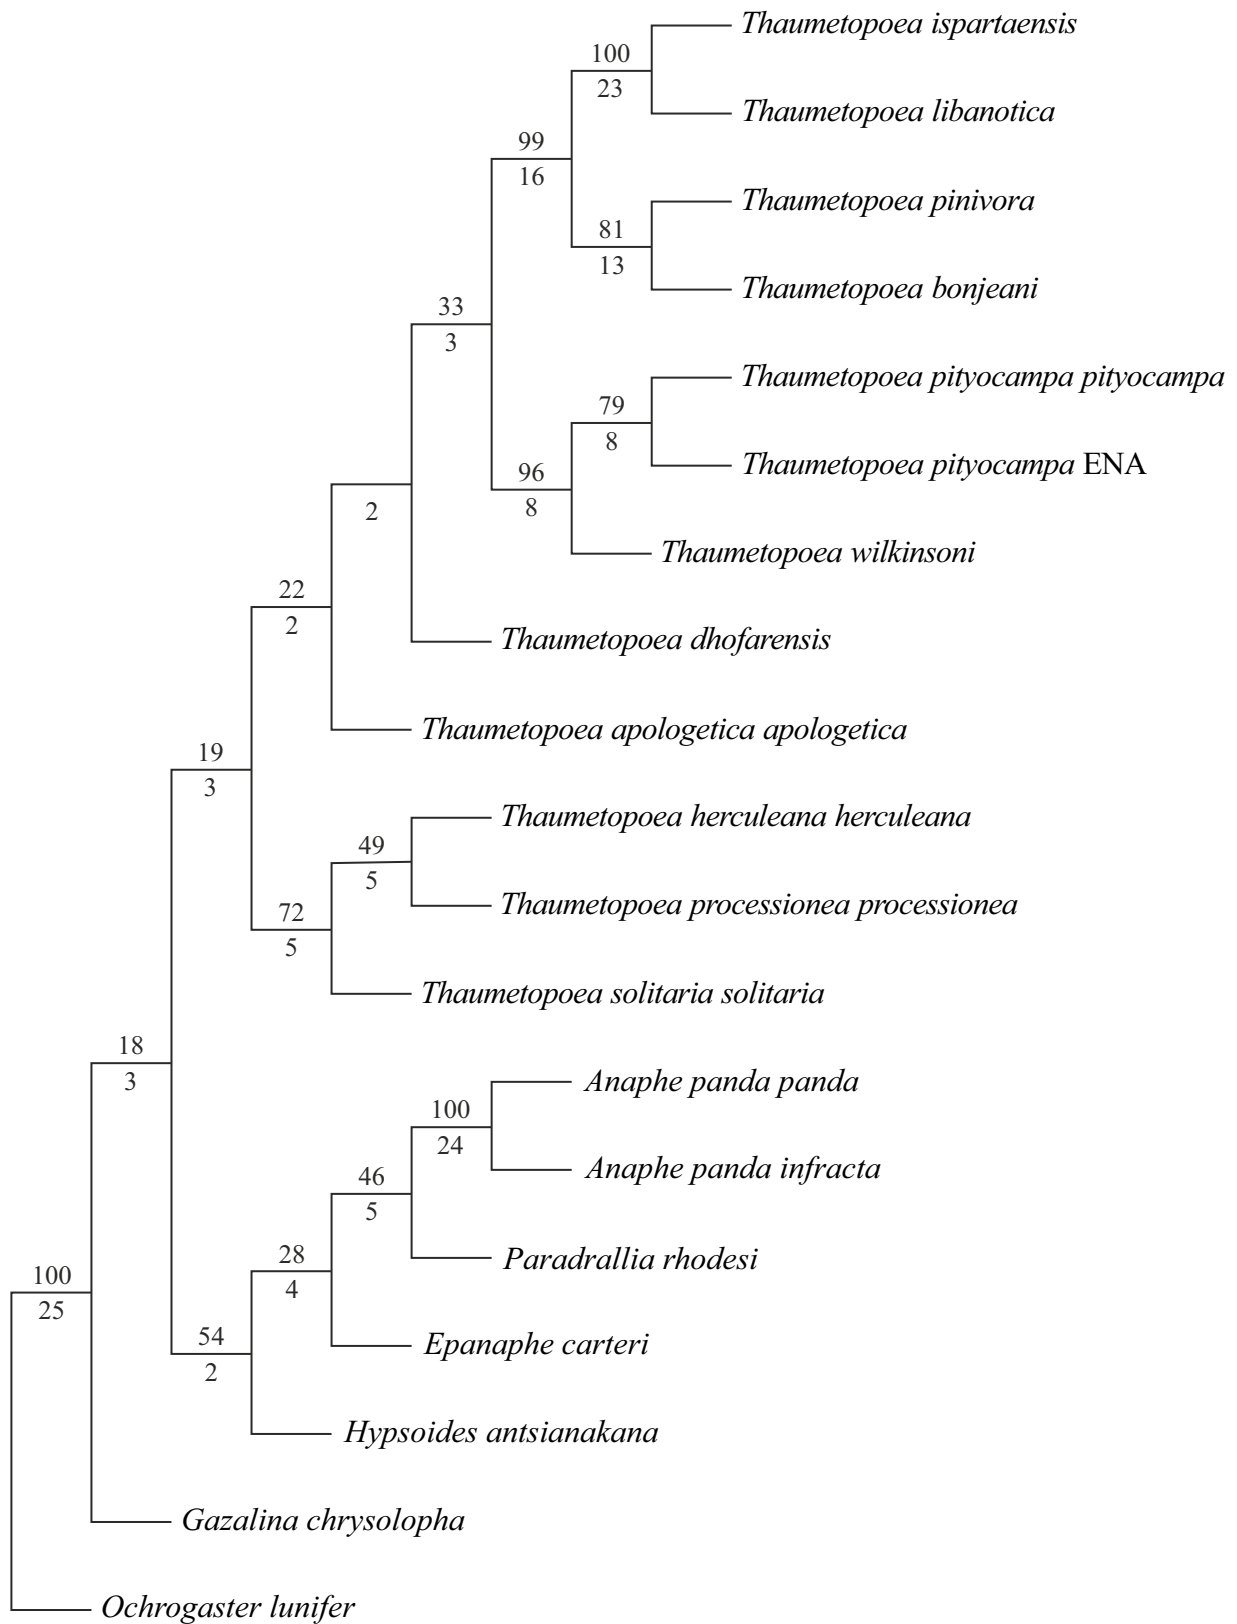 Thaumetopoea ispartaensis
100
23
Thaumetopoea libanotica
99
16
Thaumetopoea pinivora
81
13
Thaumetopoea bonjeani
33
3
Thaumetopoea pityocampa pityocampa
79
8
Thaumetopoea pityocampa ENA
96
8
2
Thaumetopoea wilkinsoni
22
2
Thaumetopoea dhofarensis
Thaumetopoea apologetica apologetica
19
3
Thaumetopoea herculeana herculeana
49
5
Thaumetopoea processionea processionea
72
5
Thaumetopoea solitaria solitaria
18
3
Anaphe panda panda
100
24
Anaphe panda infracta
46
5
Paradrallia rhodesi
28
4
100
25
Epanaphe carteri
54
2
Hypsoides antsianakana
Gazalina chrysolopha
Ochrogaster lunifer